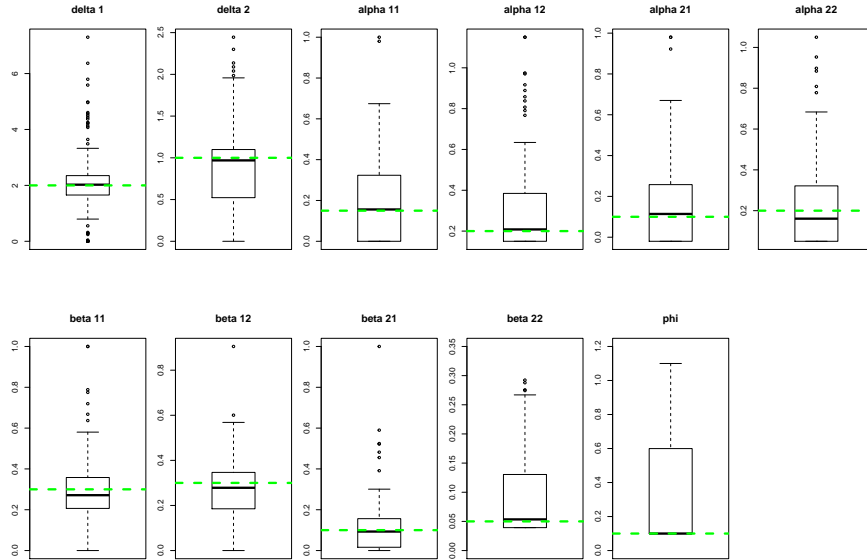 delta 1
0 2 4 6
delta 2
0.0 0.5 1.0 1.5 2.0 2.5
alpha 11
0.0 0.2 0.4 0.6 0.8 1.0
alpha 12
0.2 0.4 0.6 0.8 1.0
alpha 21
0.0 0.2 0.4 0.6 0.8 1.0
alpha 22
0.2 0.4 0.6 0.8 1.0
beta 11
0.0 0.2 0.4 0.6 0.8 1.0
beta 12
0.0 0.2 0.4 0.6 0.8
beta 21
0.0 0.2 0.4 0.6 0.8 1.0
beta 22
0.00 0.05 0.10 0.15 0.20 0.25 0.30 0.35
phi
0.0 0.2 0.4 0.6 0.8 1.0 1.2